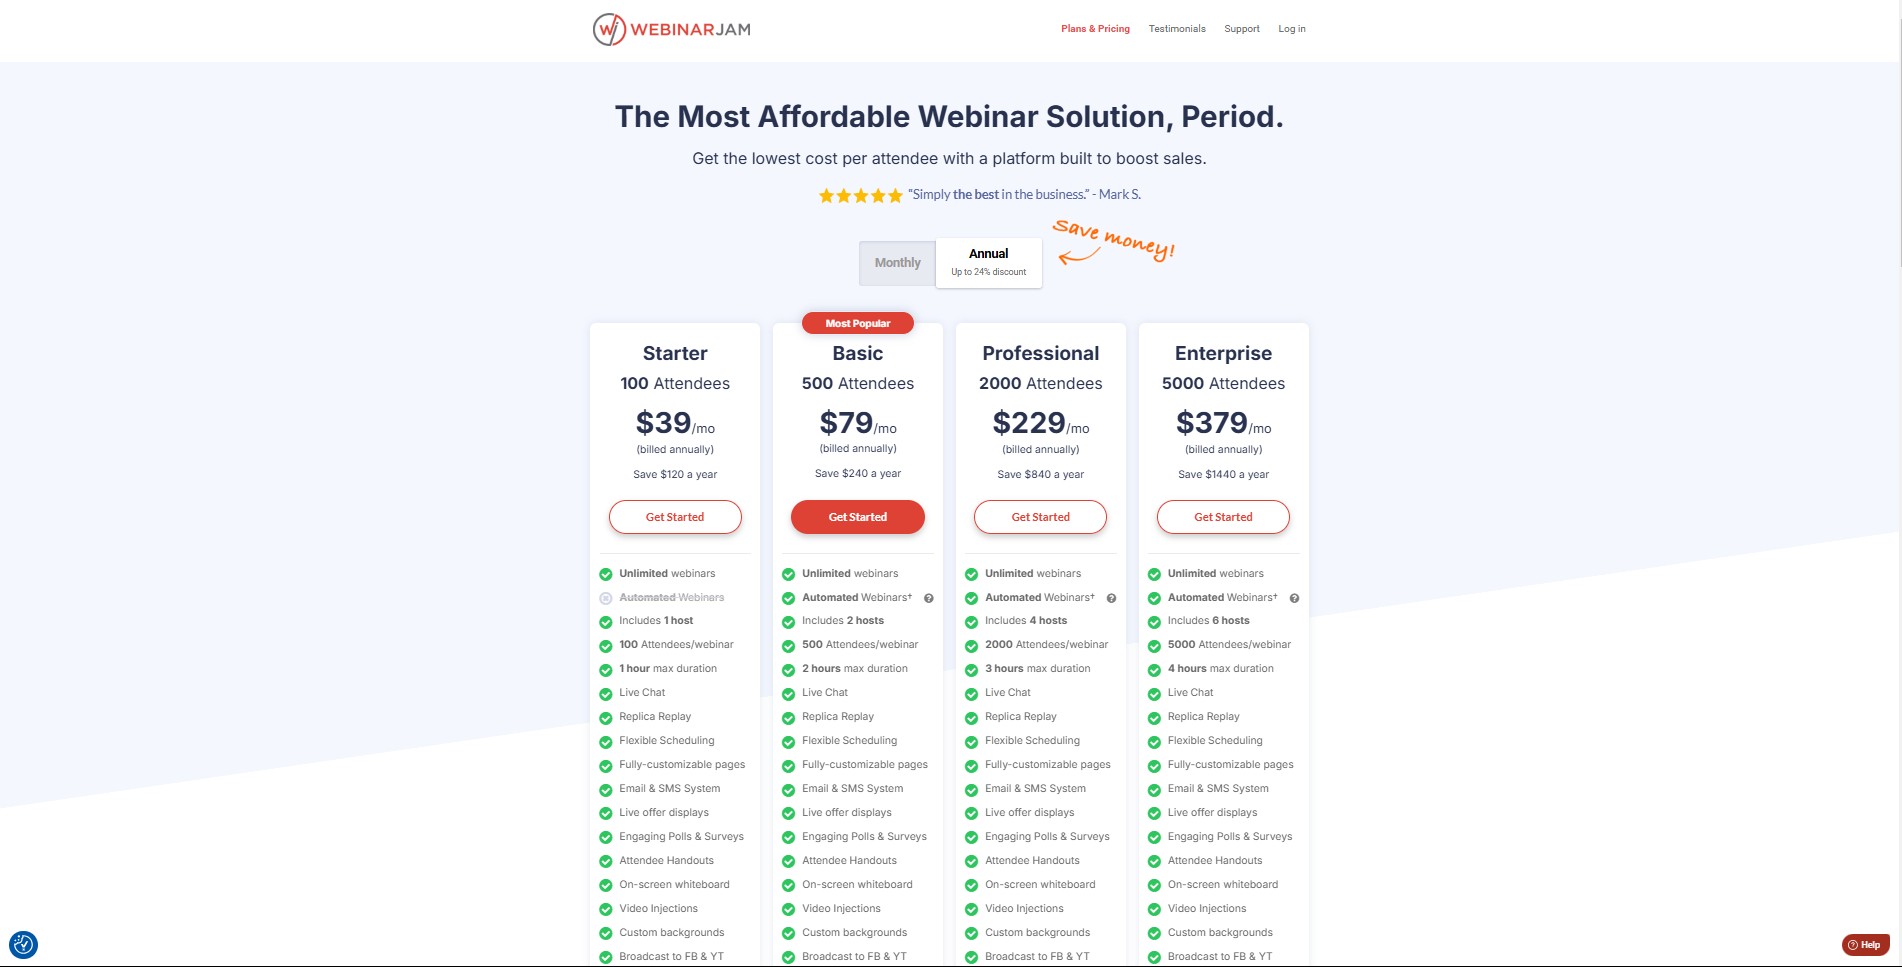 WEBINARJAM
Plans & Pricing
Testimonials
Support
Log in
The Most Affordable Webinar Solution, Period.
Get the lowest cost per attendee with a platform built to boost sales.
"Simply the best in the business." - Mark S.
Save money!
Monthly
Annual
Up to 24% discount
Starter
100 Attendees
$39/mo
(billed annually)
Save $120 a year
Get Started
Unlimited webinars
Automated Webinars
Includes 1 host
100 Attendees/webinar
1 hour max duration
Live Chat
Replica Replay
Flexible Scheduling
Fully-customizable pages
Email & SMS System
Live offer displays
Engaging Polls & Surveys
Attendee Handouts
On-screen whiteboard
Video Injections
Custom backgrounds
Broadcast to FB & YT
Most Popular
Basic
500 Attendees
$79/mo
(billed annually)
Save $240 a year
Get Started
Unlimited webinars
Automated Webinars†
Includes 2 hosts
500 Attendees/webinar
2 hours max duration
Live Chat
Replica Replay
Flexible Scheduling
Fully-customizable pages
Email & SMS System
Live offer displays
Engaging Polls & Surveys
Attendee Handouts
On-screen whiteboard
Video Injections
Custom backgrounds
Broadcast to FB & YT
Professional
2000 Attendees
$229/mo
(billed annually)
Save $840 a year
Get Started
Unlimited webinars
Automated Webinars†
Includes 4 hosts
2000 Attendees/webinar
3 hours max duration
Live Chat
Replica Replay
Flexible Scheduling
Fully-customizable pages
Email & SMS System
Live offer displays
Engaging Polls & Surveys
Attendee Handouts
On-screen whiteboard
Video Injections
Custom backgrounds
Broadcast to FB & YT
Enterprise
5000 Attendees
$379/mo
(billed annually)
Save $1440 a year
Get Started
Unlimited webinars
Automated Webinars†
Includes 6 hosts
5000 Attendees/webinar
4 hours max duration
Live Chat
Replica Replay
Flexible Scheduling
Fully-customizable pages
Email & SMS System
Live offer displays
Engaging Polls & Surveys
Attendee Handouts
On-screen whiteboard
Video Injections
Custom backgrounds
Broadcast to FB & YT
Help